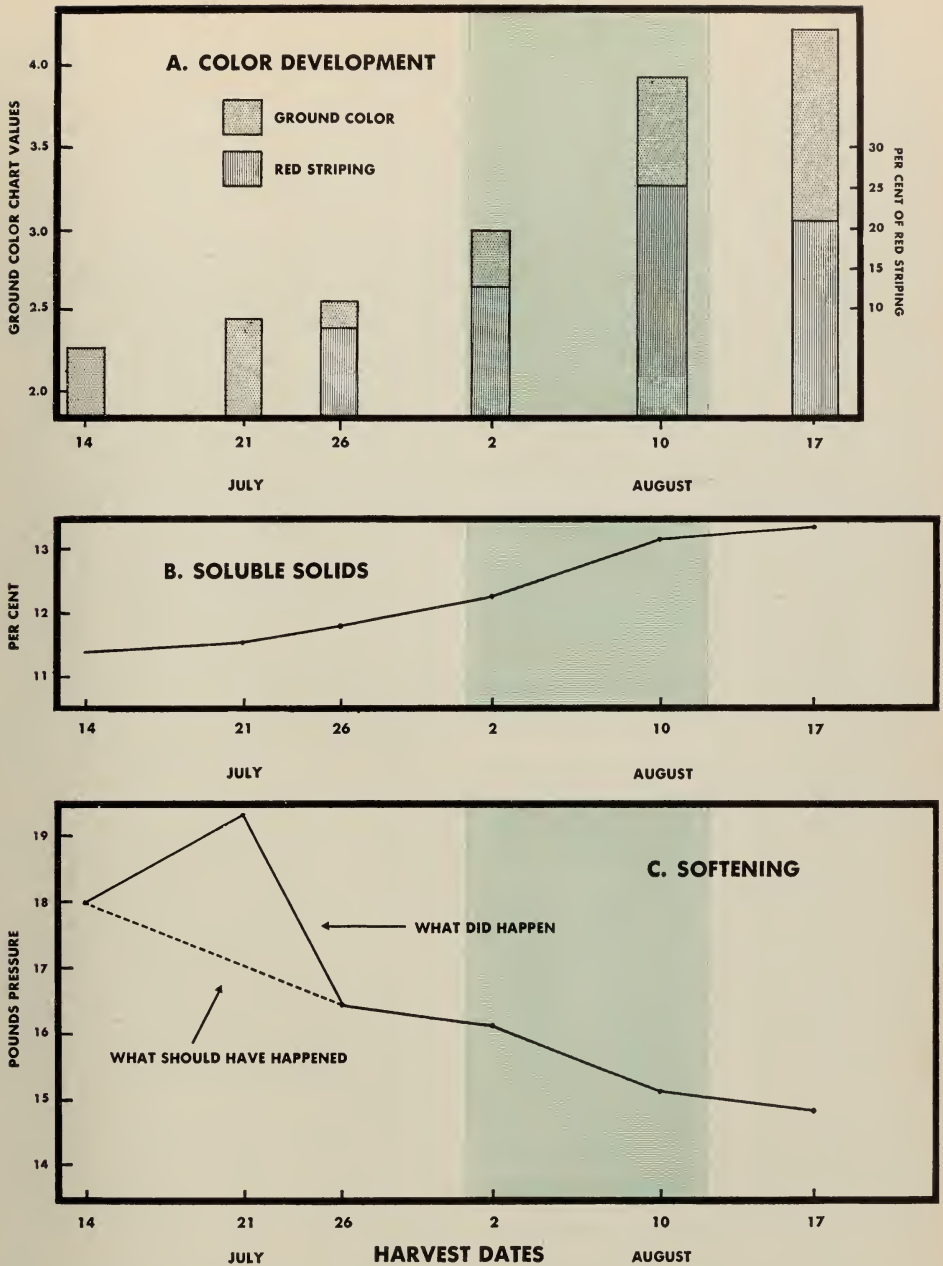 A. COLOR DEVELOPMENT
GROUND COLOR
RED STRIPING
GROUND COLOR CHART VALUES
4.0
3.5
3.0
2.5
2.0
PER CENT OF RED STRIPING
30
25
20
15
10
14 21 26 2 10 17
JULY AUGUST
B. SOLUBLE SOLIDS
PER CENT
13
12
11
14 21 26 2 10 17
JULY AUGUST
C. SOFTENING
POUNDS PRESSURE
19
18
17
16
15
14
WHAT DID HAPPEN
WHAT SHOULD HAVE HAPPENED
14 21 26 2 10 17
JULY HARVEST DATES AUGUST